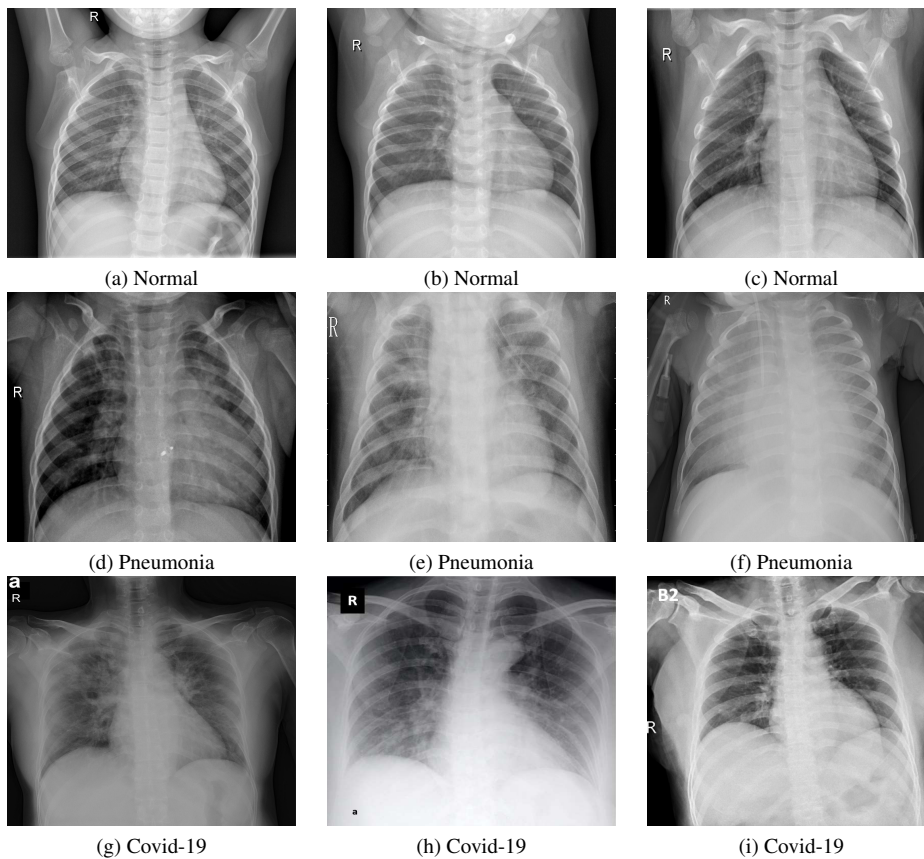 R
R
R
(a) Normal
(b) Normal
(c) Normal
R
R
R
(d) Pneumonia
(e) Pneumonia
(f) Pneumonia
a
R
R
a
B2
R
(g) Covid-19
(h) Covid-19
(i) Covid-19